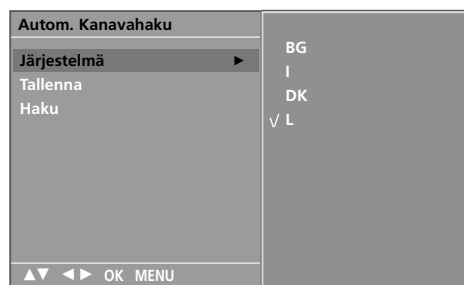 Autom. Kanavahaku
Järjestelmä ►
Tallenna
Haku
▲▼ ◄► OK MENU
BG
I
DK
√ L